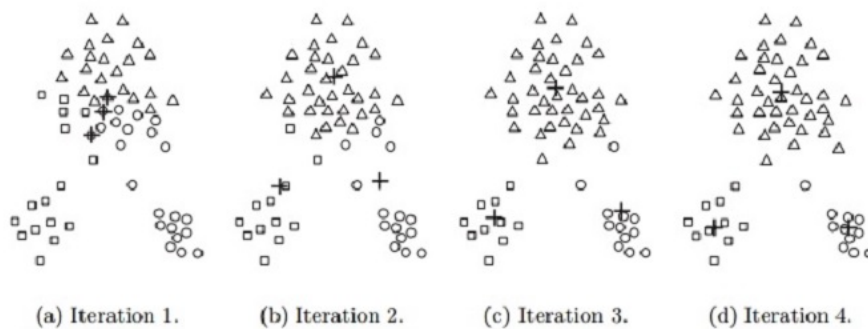 (a) Iteration 1.
(b) Iteration 2.
(c) Iteration 3.
(d) Iteration 4.